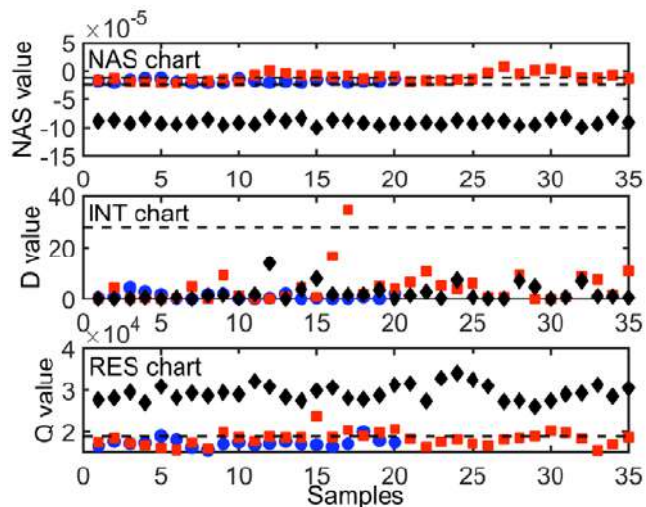 ×10⁻⁵
5
NAS chart
0
-5
-10
-15
NAS value
0 5 10 15 20 25 30 35
40
INT chart
20
0
D value
0 5 10 15 20 25 30 35
×10⁴
4
RES chart
3
2
Q value
0 5 10 15 20 25 30 35
Samples